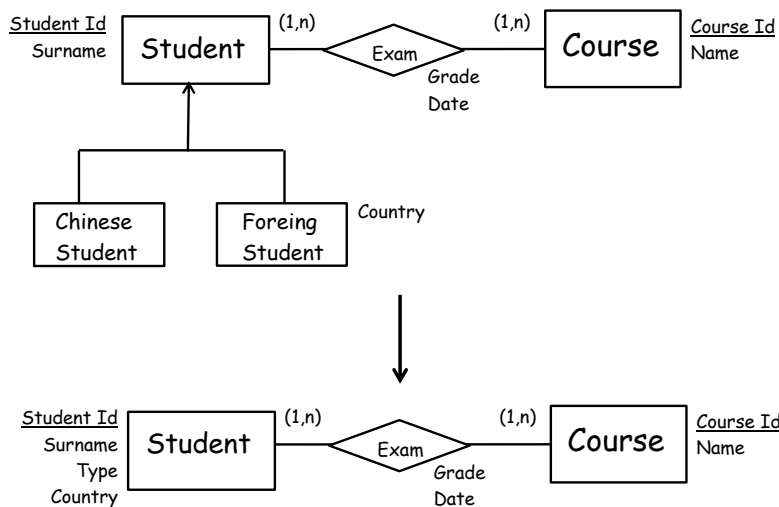 Student Id
Surname
Student
(1,n)
Exam
Grade
Date
(1,n)
Course
Course Id
Name
Chinese
Student
Foreing
Student
Country
Student Id
Surname
Type
Country
Student
(1,n)
Exam
Grade
Date
(1,n)
Course
Course Id
Name